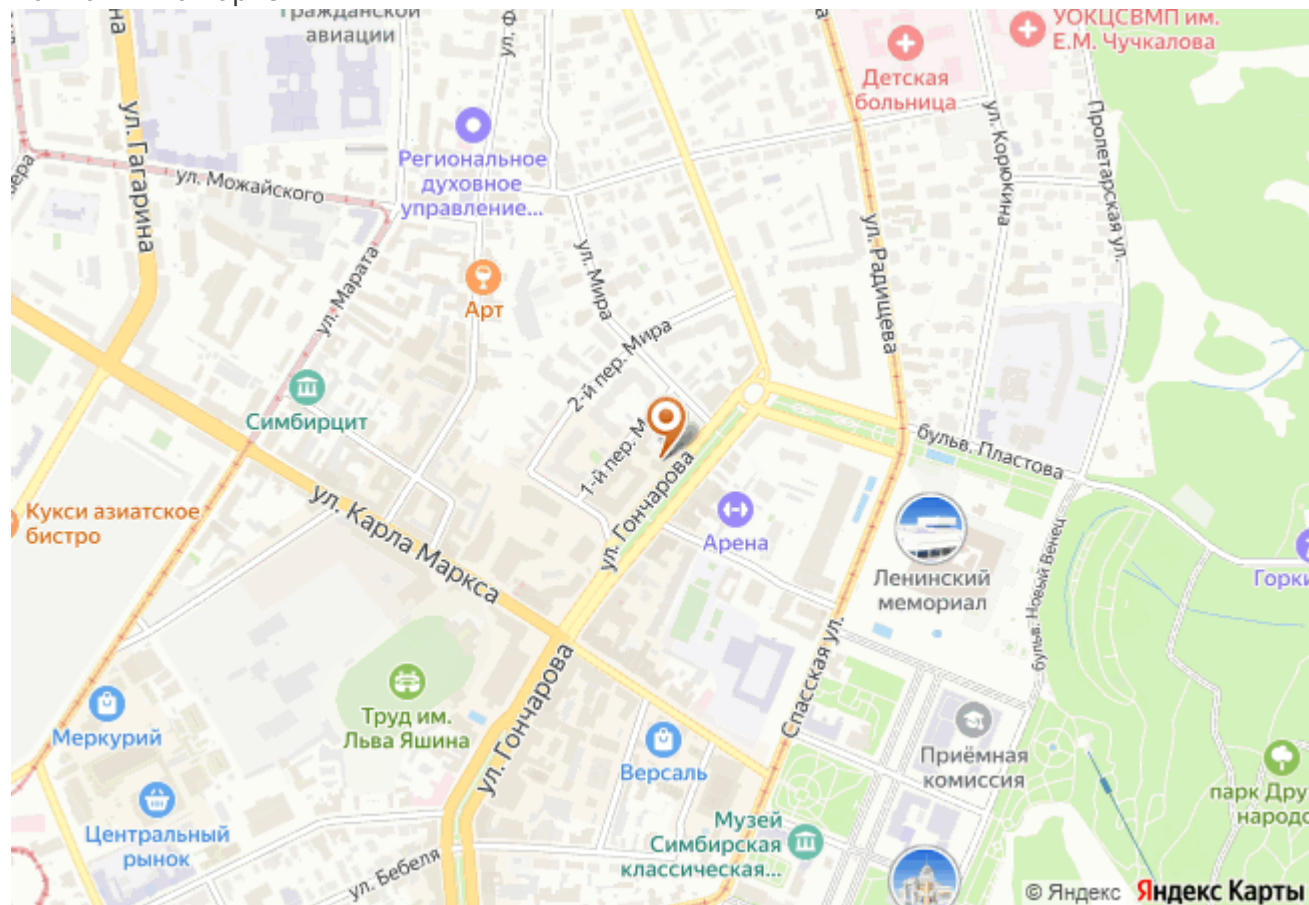 Гражданской
авиации
УОКЦСВМП им.
Е.М. Чучкалова
Детская
больница
на
ул. Ф
ул. Гагарина
Региональное
духовное
управление...
ул. Корюкина
Пролетарская ул.
ул. Можайского
ул. Мира
ул. Радищева
ул. Марата
Арт
2-й пер. Мира
Симбирцит
1-й пер. М
бульв. Пластова
ул. Гончарова
Кукси азиатское
бистро
ул. Карла Маркса
Арена
Ленинский
мемориал
бульв. Новый Венец
Горки
Спасская ул.
Труд им.
Льва Яшина
ул. Гончарова
Меркурий
Версаль
Приёмная
комиссия
парк Дру
народо
Центральный
рынок
Музей
Симбирская
классическая...
ул. Бебеля
© Яндекс Яндекс Карты